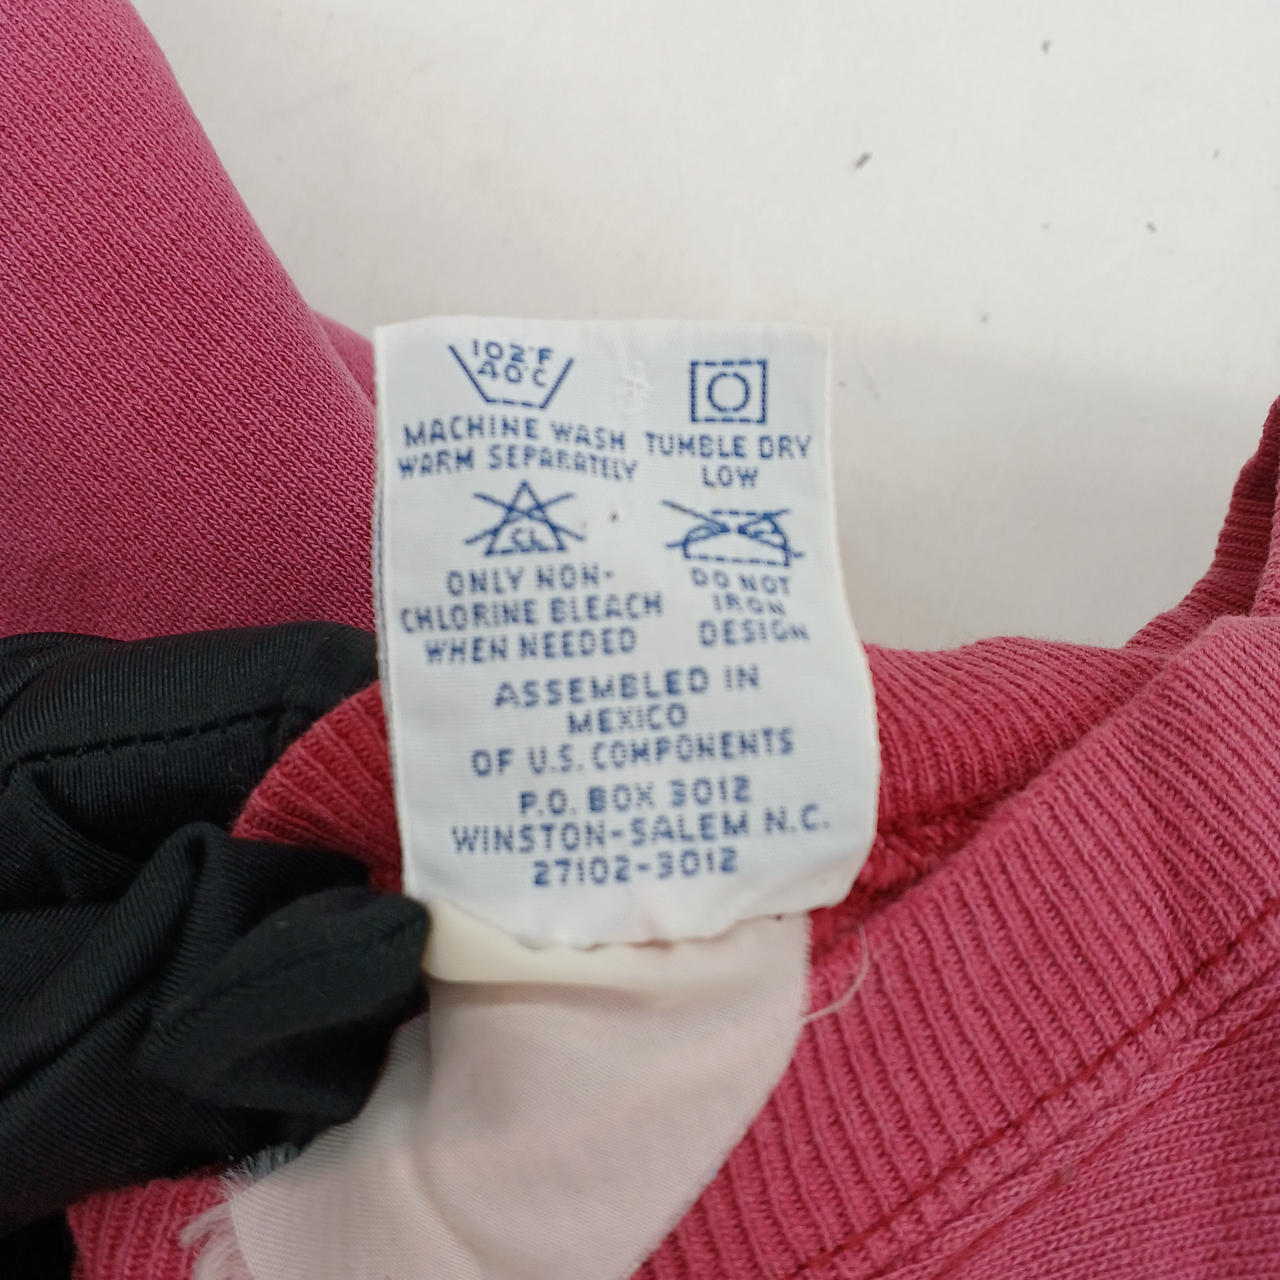 102°F
40°C
MACHINE WASH
WARM SEPARATELY
TUMBLE DRY
LOW
CL
ONLY NON-
CHLORINE BLEACH
WHEN NEEDED
DO NOT
IRON
DESIGN
ASSEMBLED IN
MEXICO
OF U.S. COMPONENTS
P.O. BOX 3012
WINSTON-SALEM N.C.
27102-3012